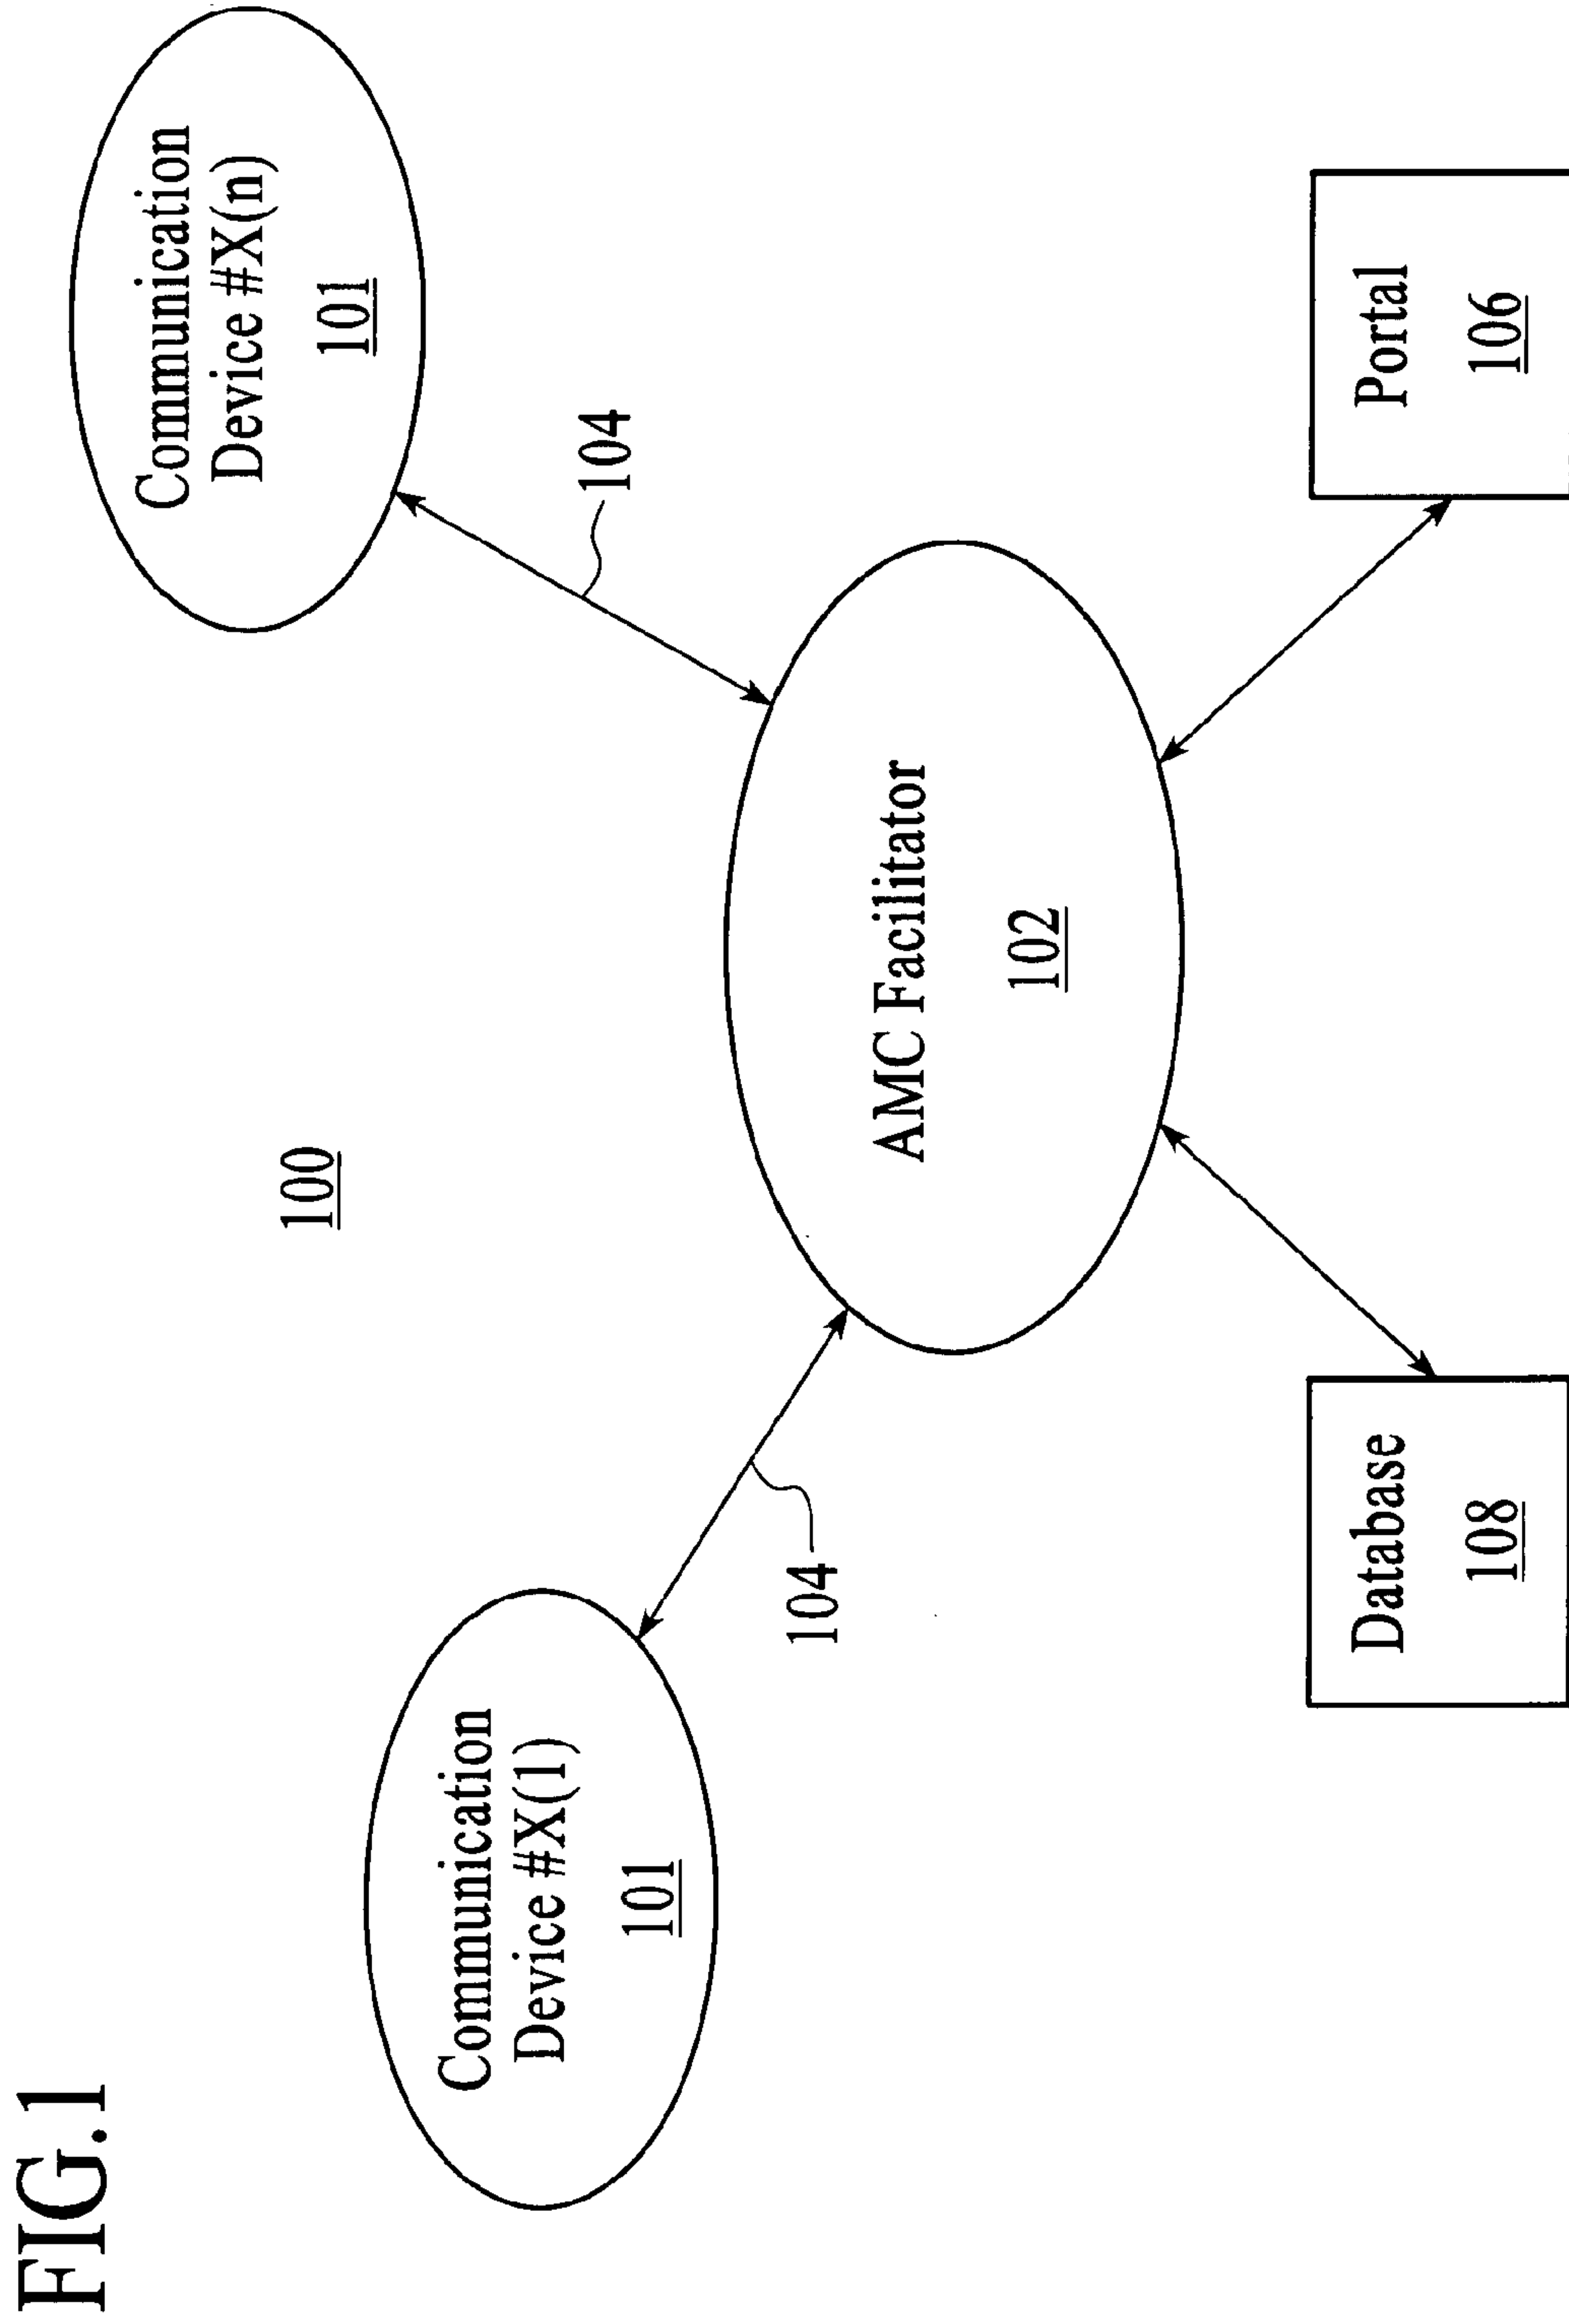 FIG.1
100
Communication
Device #X(1)
101
104
Communication
Device #X(n)
101
104
AMC Facilitator
102
Database
108
Portal
106